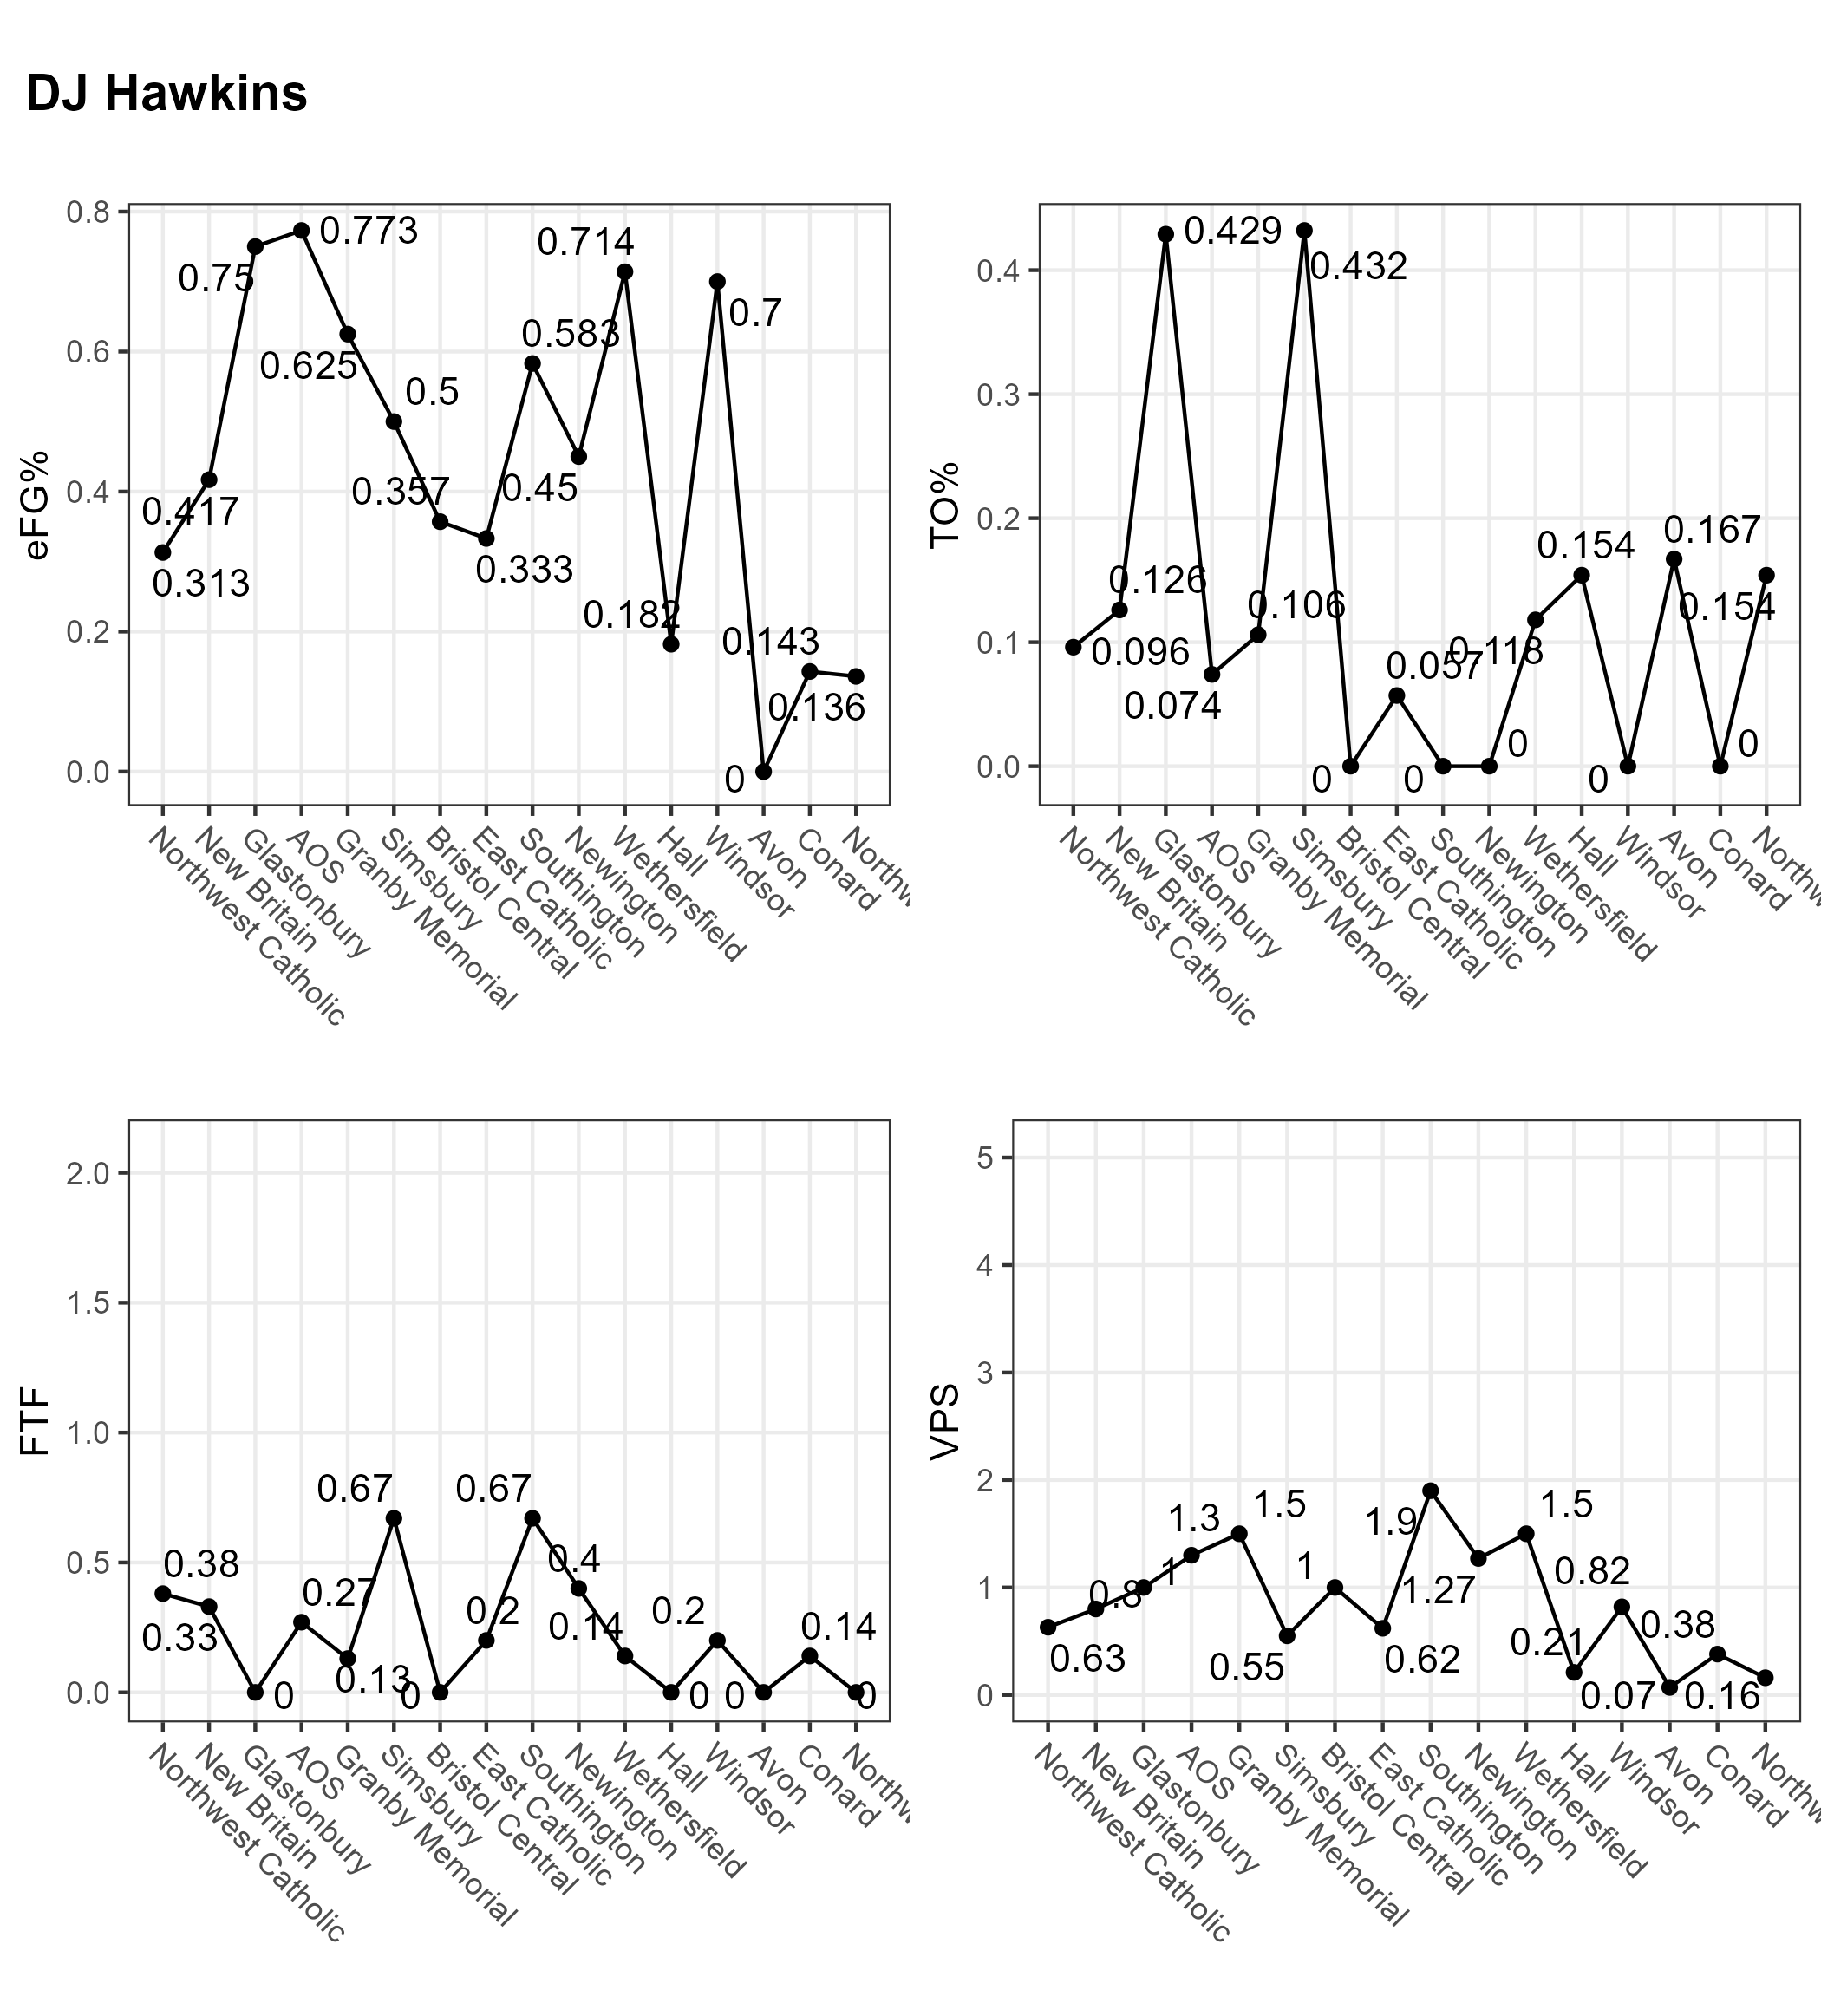 DJ Hawkins
eFG%
0.8
0.6
0.4
0.2
0.0
0.313
0.417
0.75
0.773
0.625
0.5
0.357
0.333
0.583
0.45
0.714
0.182
0.7
0
0.143
0.136
Northwest Catholic
New Britain
Glastonbury
AOS
Granby Memorial
Simsbury
Bristol Central
East Catholic
Southington
Newington
Wethersfield
Hall
Windsor
Avon
Conard
Northw
TO%
0.4
0.3
0.2
0.1
0.0
0.096
0.126
0.429
0.074
0.106
0.432
0
0.057
0
0
0.118
0.154
0
0.167
0
0.154
Northwest Catholic
New Britain
Glastonbury
AOS
Granby Memorial
Simsbury
Bristol Central
East Catholic
Southington
Newington
Wethersfield
Hall
Windsor
Avon
Conard
Northw
FTF
2.0
1.5
1.0
0.5
0.0
0.38
0.33
0
0.27
0.13
0.67
0
0.2
0.67
0.4
0.14
0
0.2
0
0.14
0
Northwest Catholic
New Britain
Glastonbury
AOS
Granby Memorial
Simsbury
Bristol Central
East Catholic
Southington
Newington
Wethersfield
Hall
Windsor
Avon
Conard
Northw
VPS
5
4
3
2
1
0
0.63
0.8
1
1.3
1.5
0.55
1
0.62
1.9
1.27
1.5
0.21
0.82
0.07
0.38
0.16
Northwest Catholic
New Britain
Glastonbury
AOS
Granby Memorial
Simsbury
Bristol Central
East Catholic
Southington
Newington
Wethersfield
Hall
Windsor
Avon
Conard
Northw